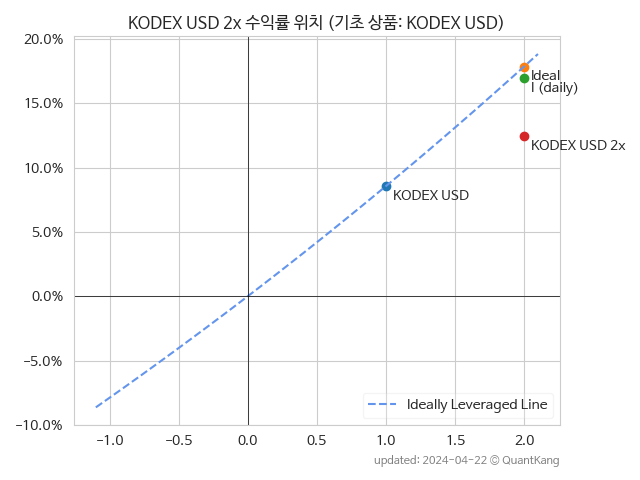 KODEX USD 2x 수익률 위치 (기초 상품: KODEX USD)
20.0%
15.0%
10.0%
5.0%
0.0%
-5.0%
-10.0%
Ideal
I (daily)
KODEX USD 2x
KODEX USD
Ideally Leveraged Line
-1.0 -0.5 0.0 0.5 1.0 1.5 2.0
updated: 2024-04-22 © QuantKang